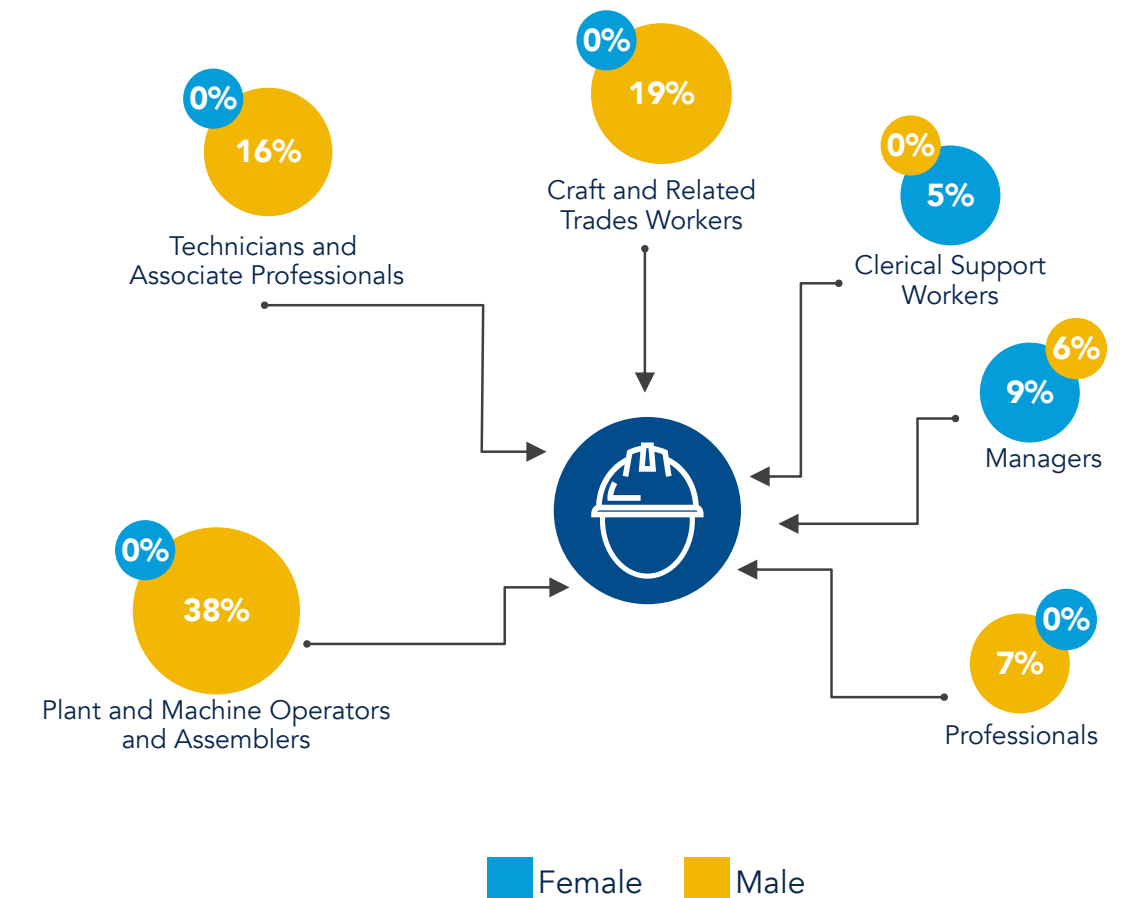 0%
19%
Craft and Related
Trades Workers
0%
16%
Technicians and
Associate Professionals
0%
5%
Clerical Support
Workers
6%
9%
Managers
0%
38%
Plant and Machine Operators
and Assemblers
0%
7%
Professionals
Female
Male